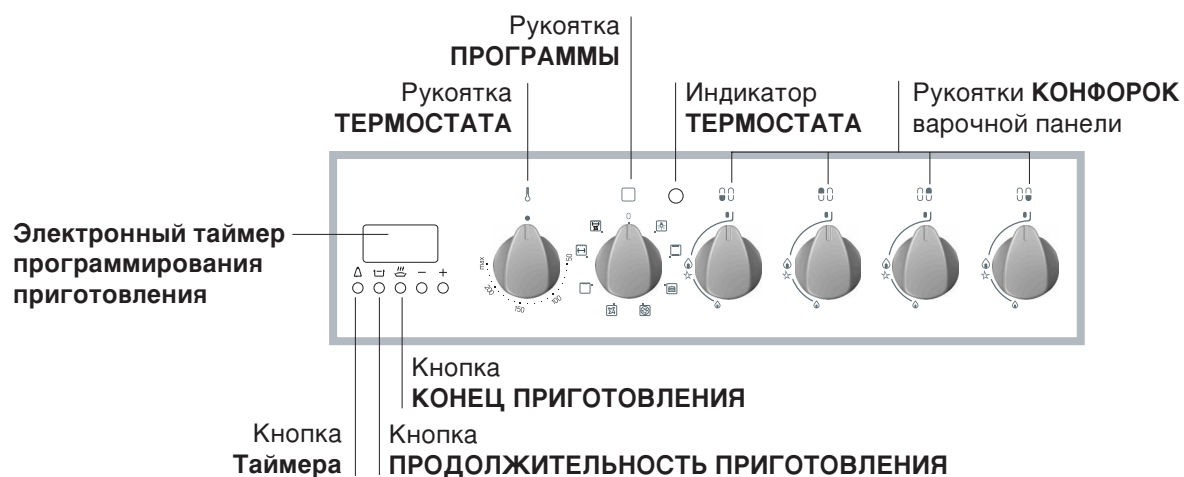 Рукоятка
ПРОГРАММЫ
Рукоятка
ТЕРМОСТАТА
Индикатор
ТЕРМОСТАТА
Рукоятки КОНФОРОК
варочной панели
Электронный таймер
программирования
приготовления
0
max
50
200
150
100
Кнопка
КОНЕЦ ПРИГОТОВЛЕНИЯ
Кнопка
Таймера
Кнопка
ПРОДОЛЖИТЕЛЬНОСТЬ ПРИГОТОВЛЕНИЯ